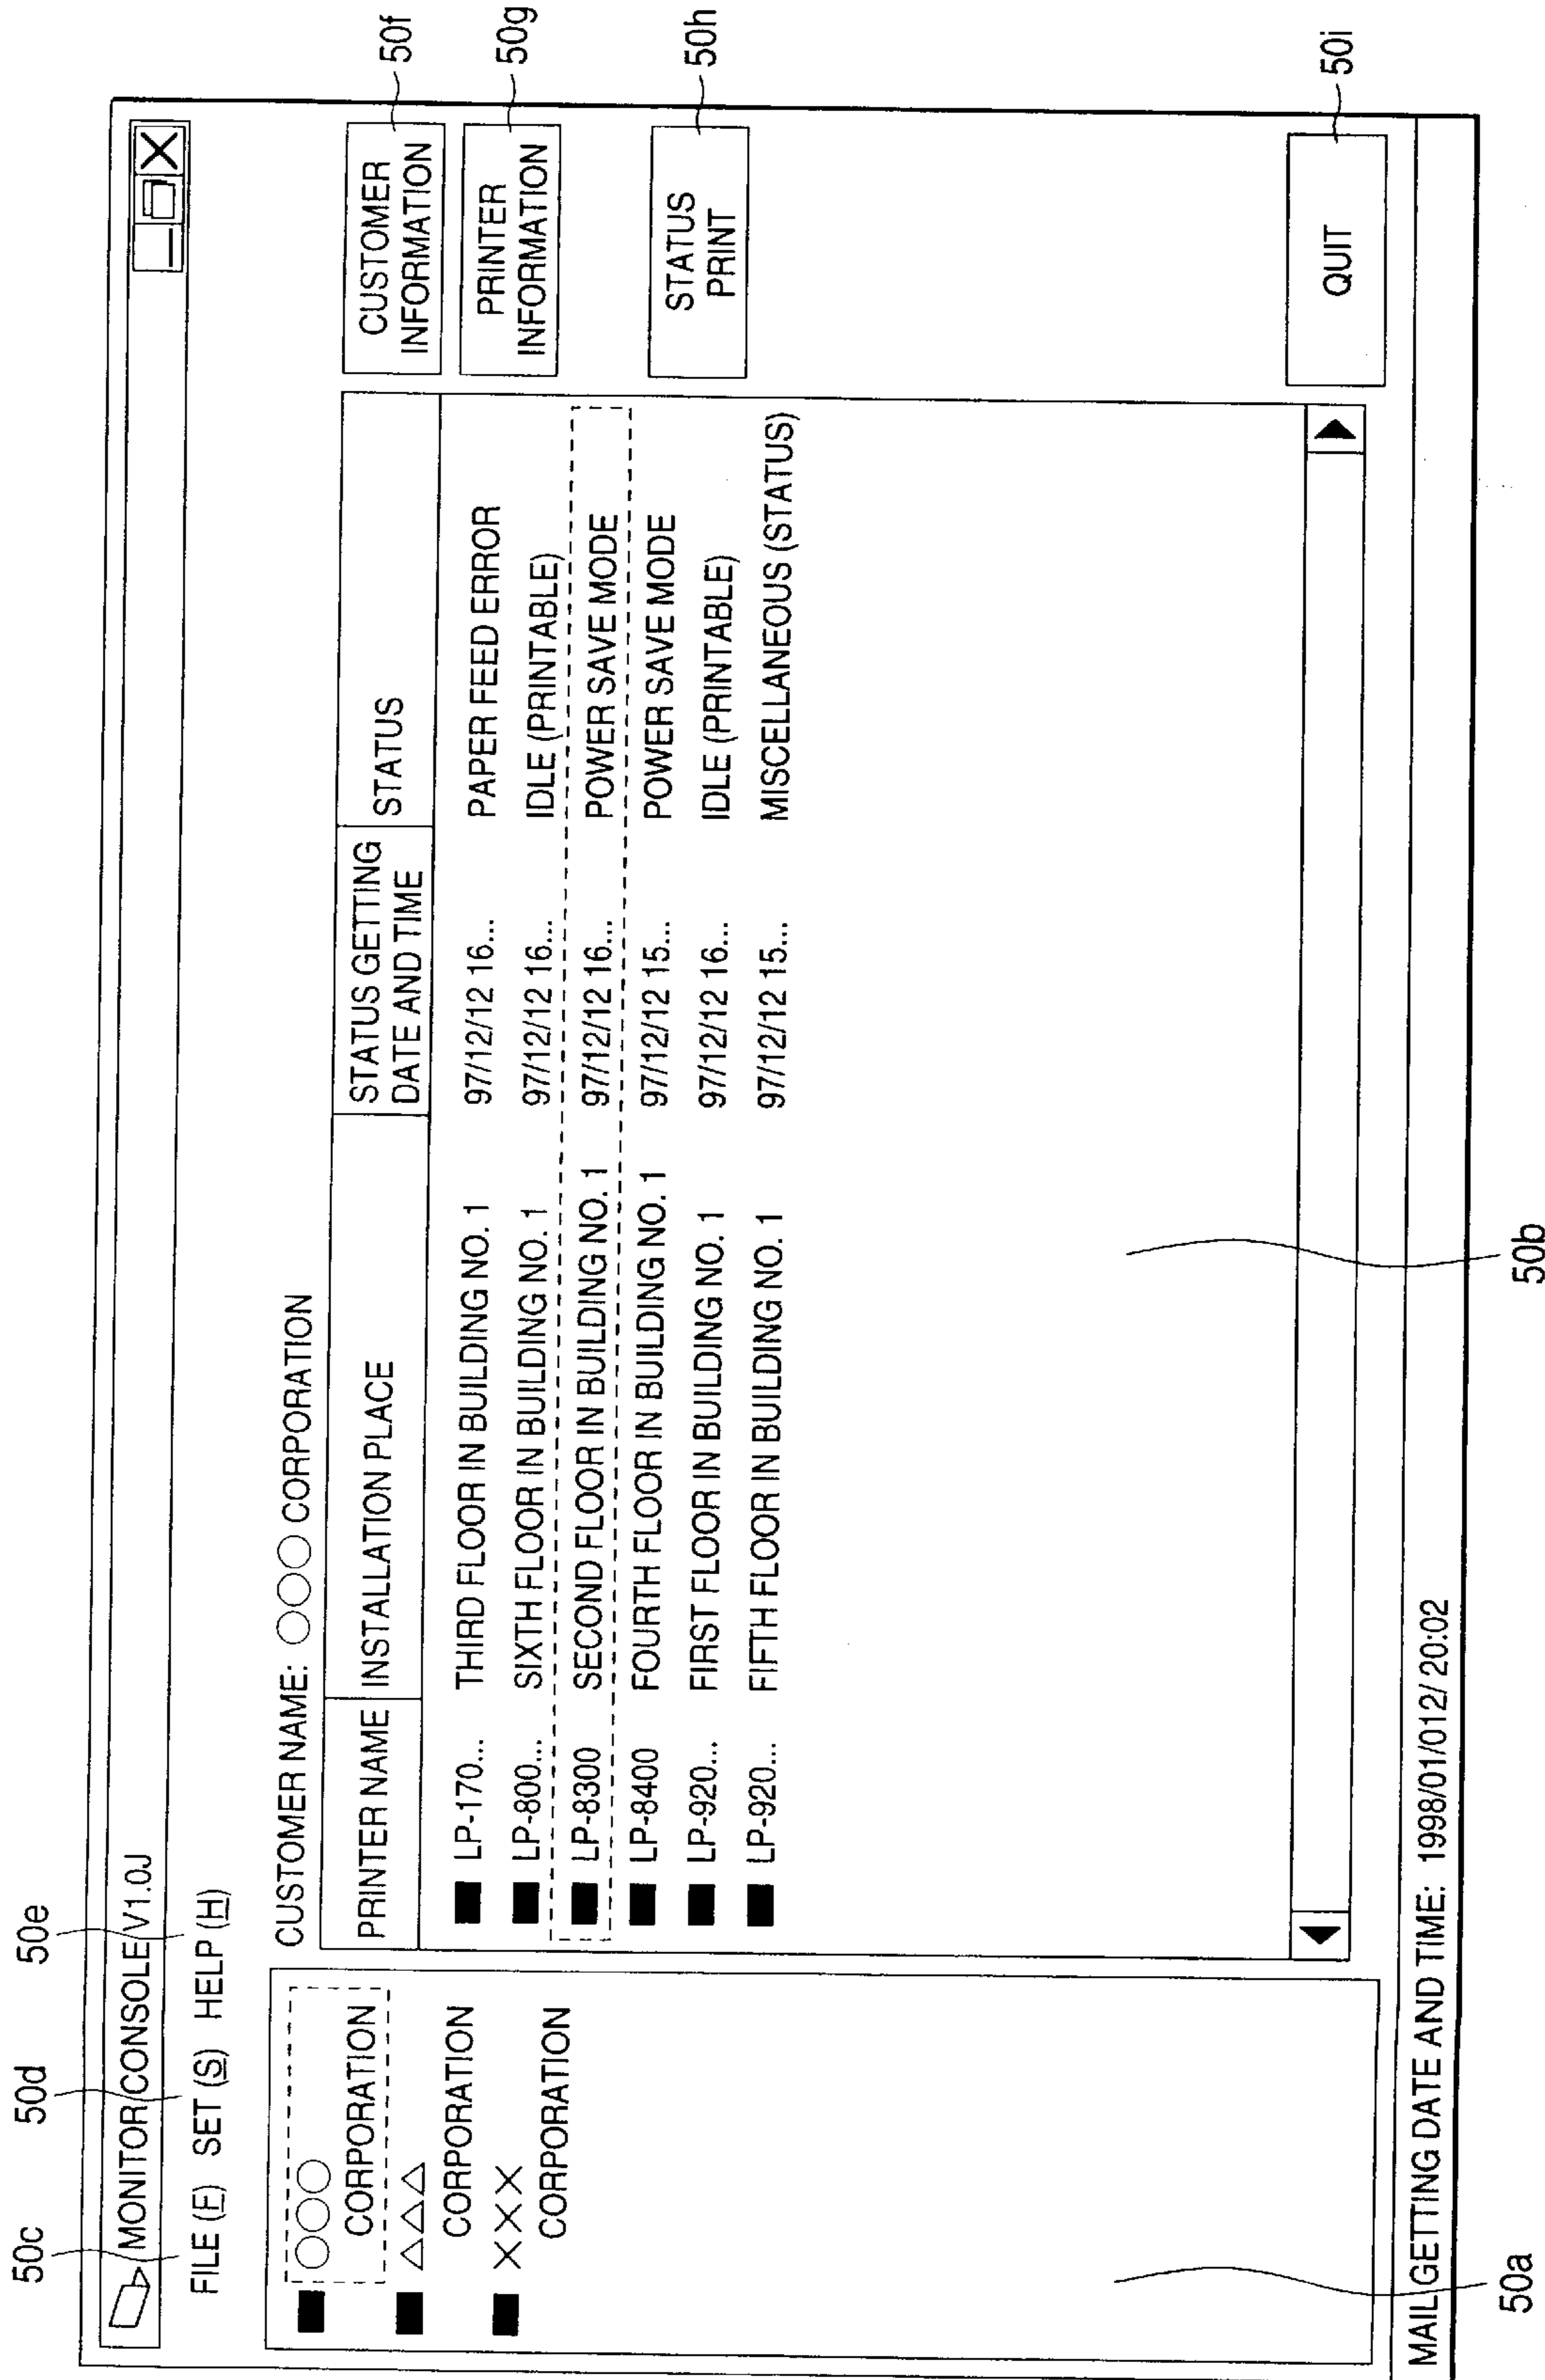 50c 50d 50e
MONITOR CONSOLE V1.0J
FILE (F) SET (S) HELP (H)
CUSTOMER NAME: ○○○ CORPORATION
○○○
CORPORATION
△△△
CORPORATION
×××
CORPORATION
PRINTER NAME INSTALLATION PLACE STATUS GETTING DATE AND TIME STATUS
LP-170... THIRD FLOOR IN BUILDING NO. 1 97/12/12 16... PAPER FEED ERROR
LP-800... SIXTH FLOOR IN BUILDING NO. 1 97/12/12 16... IDLE (PRINTABLE)
LP-8300 SECOND FLOOR IN BUILDING NO. 1 97/12/12 16... POWER SAVE MODE
LP-8400 FOURTH FLOOR IN BUILDING NO. 1 97/12/12 15... POWER SAVE MODE
LP-920... FIRST FLOOR IN BUILDING NO. 1 97/12/12 16... IDLE (PRINTABLE)
LP-920... FIFTH FLOOR IN BUILDING NO. 1 97/12/12 15... MISCELLANEOUS (STATUS)
CUSTOMER
INFORMATION
50f
PRINTER
INFORMATION
50g
STATUS
PRINT
50h
QUIT
50i
MAIL GETTING DATE AND TIME: 1998/01/012/ 20:02
50a 50b